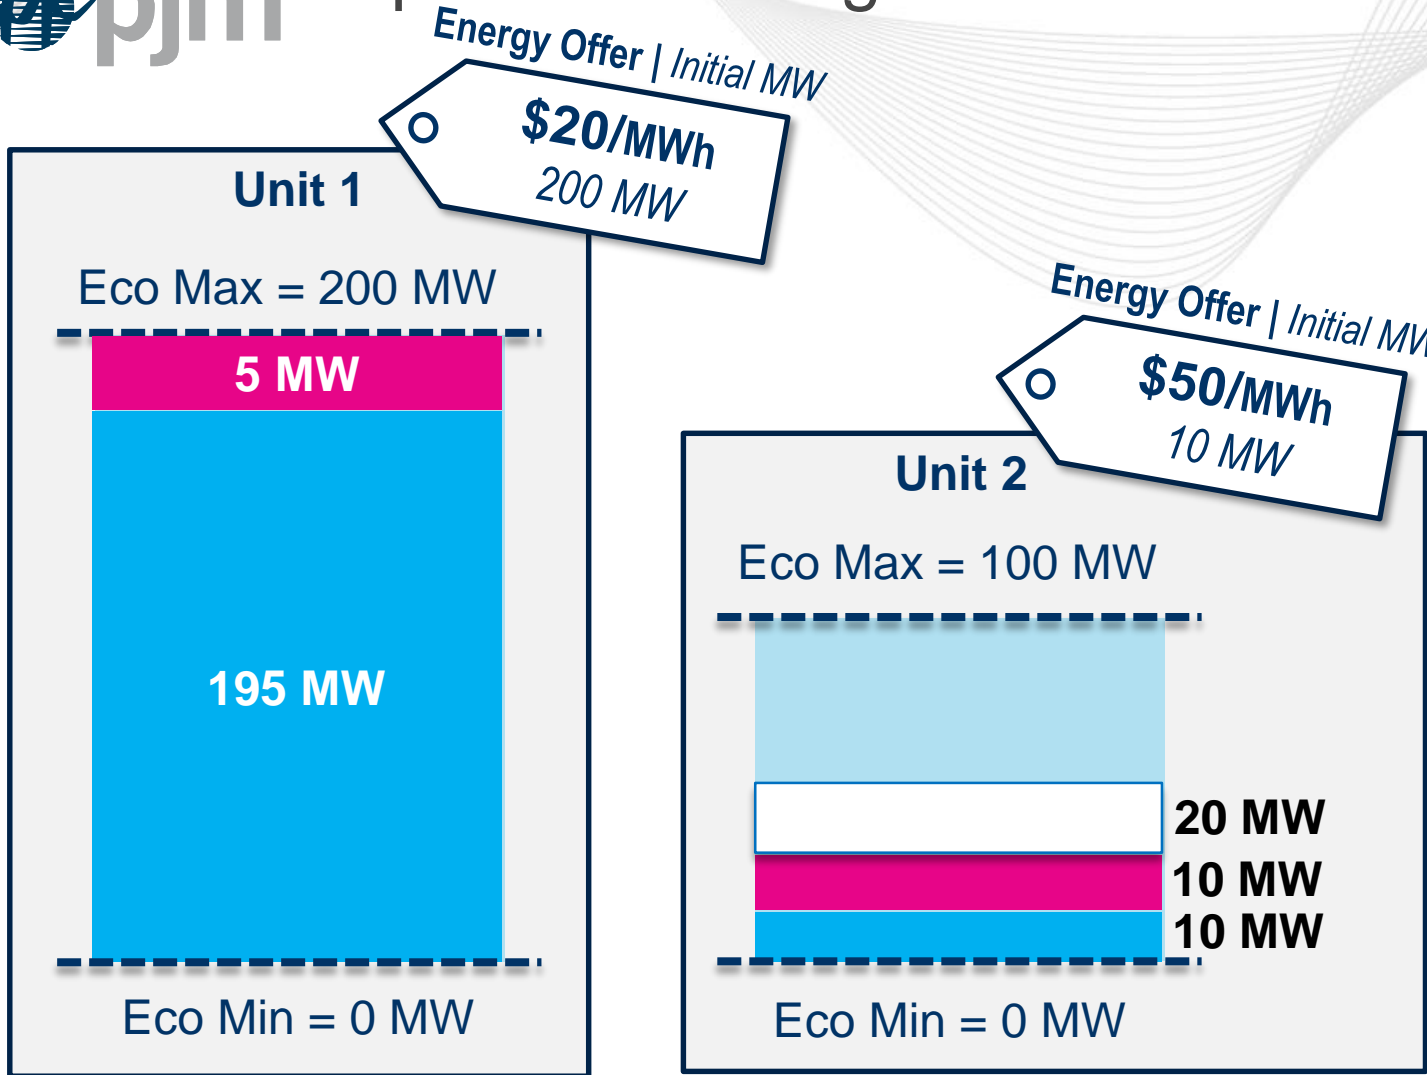 pjm
Energy Offer | Initial MW
$20/MWh
200 MW
Unit 1
Eco Max = 200 MW
5 MW
195 MW
Eco Min = 0 MW
Energy Offer | Initial MW
$50/MWh
10 MW
Unit 2
Eco Max = 100 MW
20 MW
10 MW
10 MW
Eco Min = 0 MW